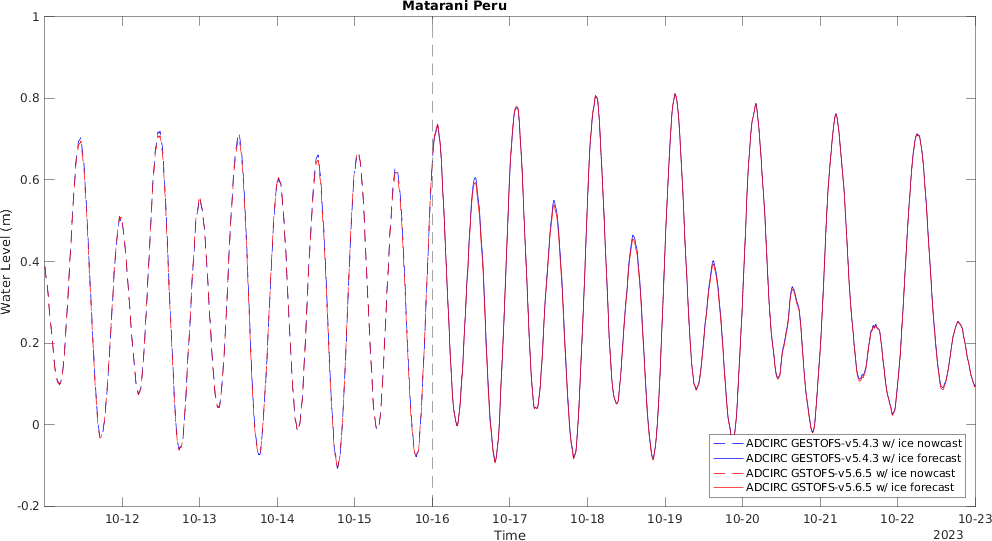 Matarani Peru
1
0.8
0.6
0.4
0.2
0
-0.2
Water Level (m)
ADCIRC GESTOFS-v5.4.3 w/ ice nowcast
ADCIRC GESTOFS-v5.4.3 w/ ice forecast
ADCIRC GSTOFS-v5.6.5 w/ ice nowcast
ADCIRC GSTOFS-v5.6.5 w/ ice forecast
10-12 10-13 10-14 10-15 10-16 10-17 10-18 10-19 10-20 10-21 10-22 10-23
Time 2023